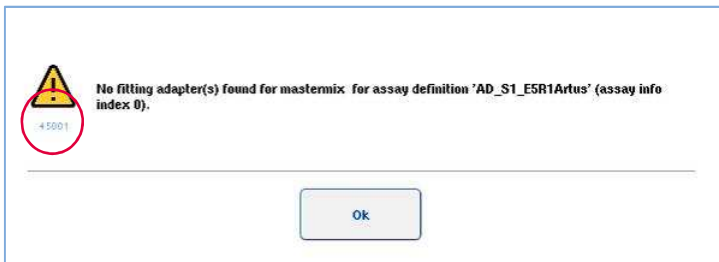 No fitting adapter(s) found for mastermix for assay definition 'AD_S1_E5R1Artus' (assay info
index 0).
45001
Ok